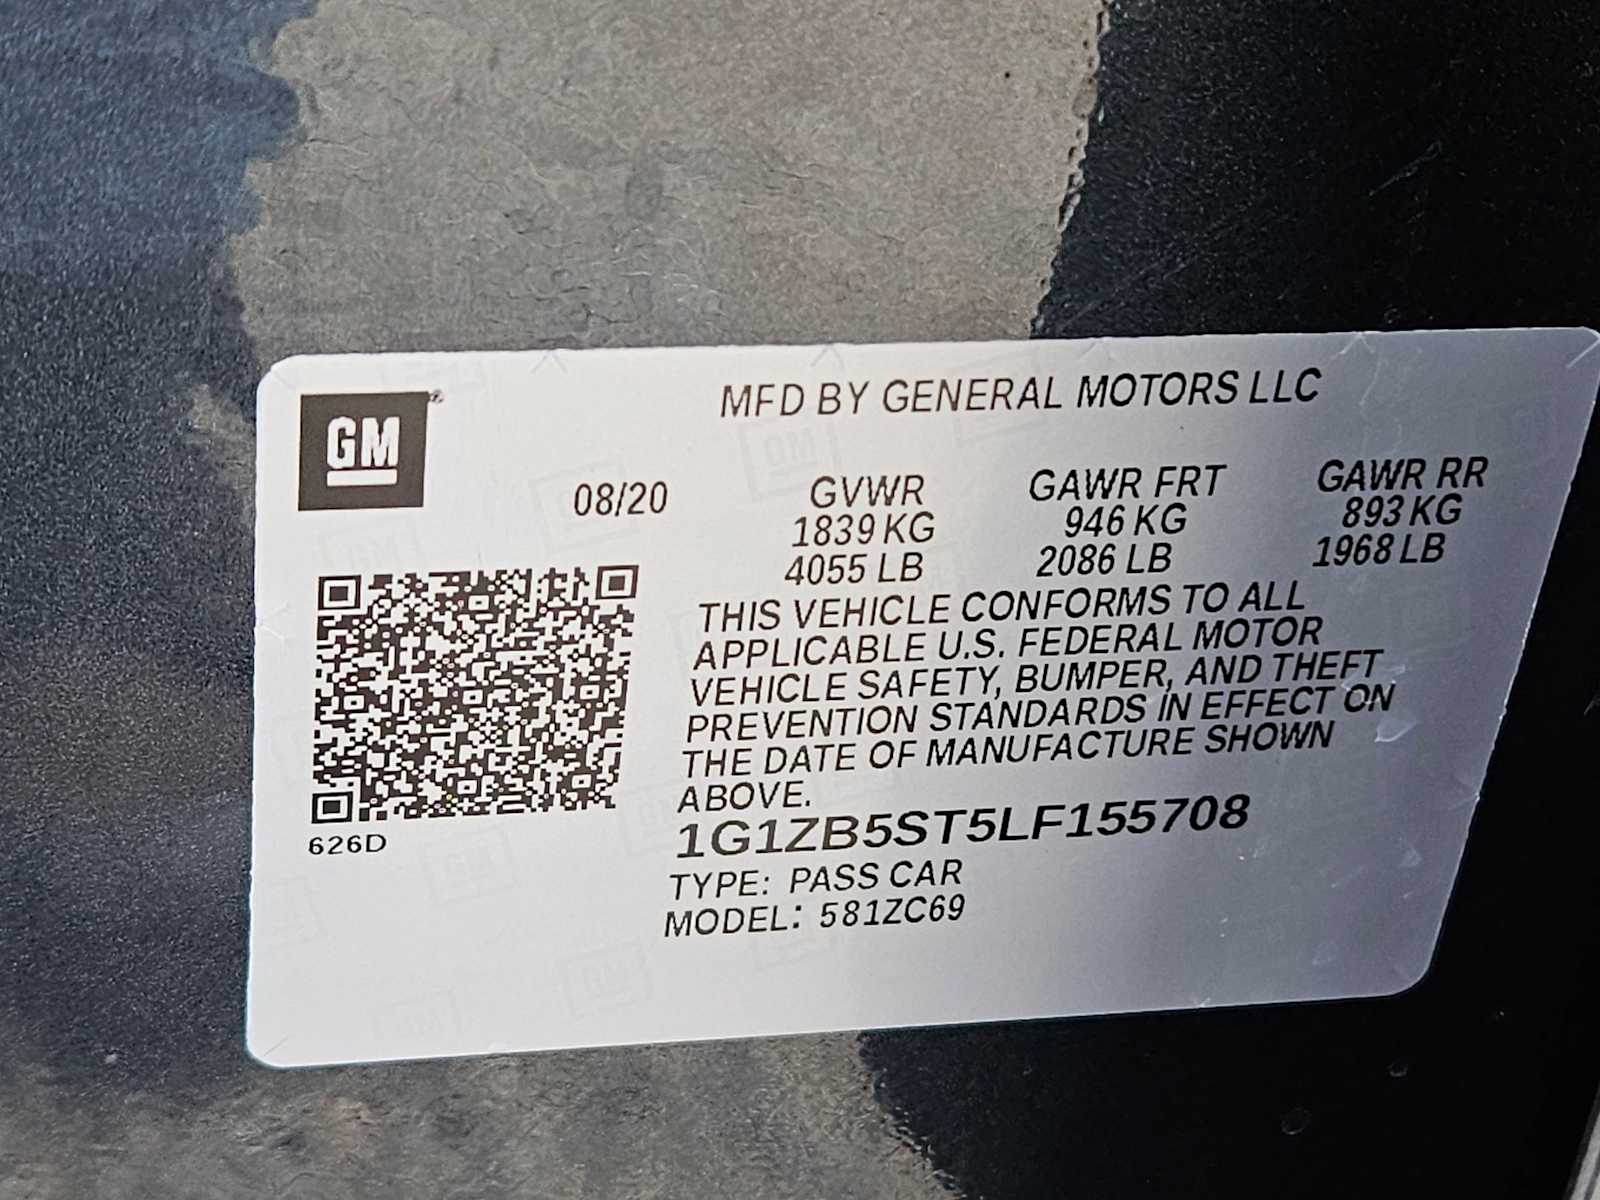 GM
MFD BY GENERAL MOTORS LLC
08/20
GVWR
1839 KG
4055 LB
GAWR FRT
946 KG
2086 LB
GAWR RR
893 KG
1968 LB
THIS VEHICLE CONFORMS TO ALL
APPLICABLE U.S. FEDERAL MOTOR
VEHICLE SAFETY, BUMPER, AND THEFT
PREVENTION STANDARDS IN EFFECT ON
THE DATE OF MANUFACTURE SHOWN
ABOVE.
1G1ZB5ST5LF155708
626D
TYPE: PASS CAR
MODEL: 581ZC69